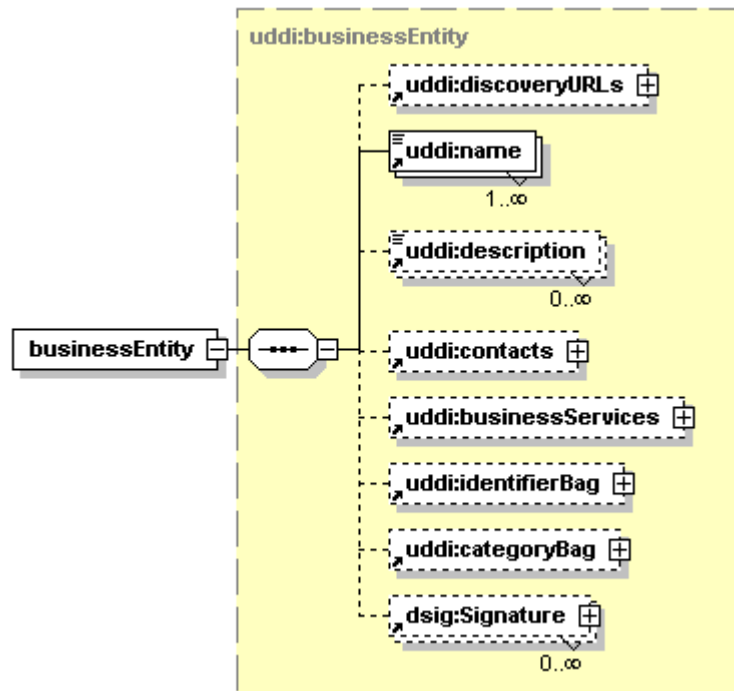 uddi:businessEntity
uddi:discoveryURLs
uddi:name
1..∞
uddi:description
0..∞
businessEntity
uddi:contacts
uddi:businessServices
uddi:identifierBag
uddi:categoryBag
dsig:Signature
0..∞